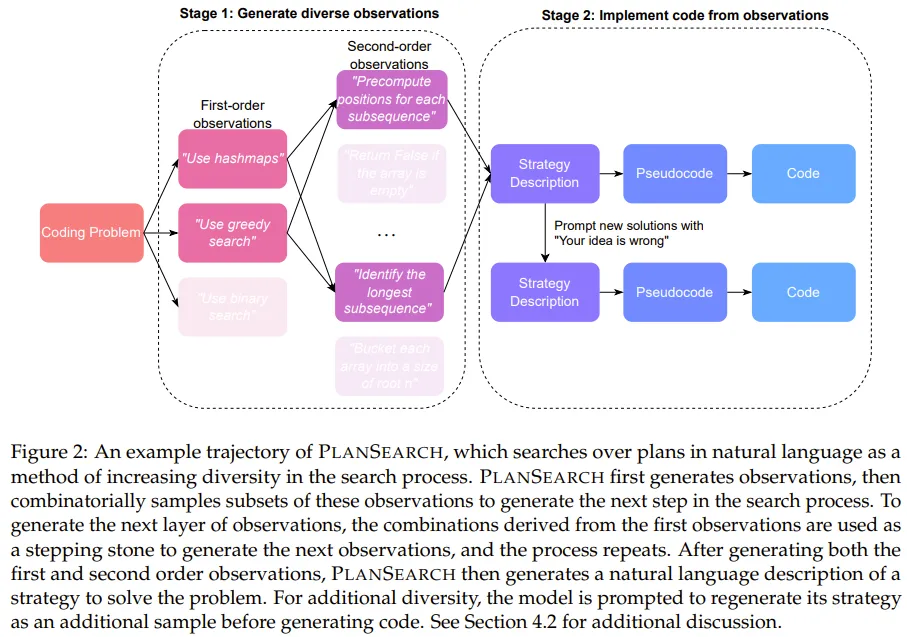 Stage 1: Generate diverse observations
Stage 2: Implement code from observations
First-order
observations
Second-order
observations
Coding Problem
"Use hashmaps"
"Use greedy
search"
"Use binary
search"
"Precompute
positions for each
subsequence"
"Return False if
the array is
empty"
...
"Identify the
longest
subsequence"
"Bucket each
array into a size
of root n"
Strategy
Description
Pseudocode
Code
Prompt new solutions with
"Your idea is wrong"
Strategy
Description
Pseudocode
Code
Figure 2: An example trajectory of PLANSEARCH, which searches over plans in natural language as a
method of increasing diversity in the search process. PLANSEARCH first generates observations, then
combinatorially samples subsets of these observations to generate the next step in the search process. To
generate the next layer of observations, the combinations derived from the first observations are used as
a stepping stone to generate the next observations, and the process repeats. After generating both the
first and second order observations, PLANSEARCH then generates a natural language description of a
strategy to solve the problem. For additional diversity, the model is prompted to regenerate its strategy
as an additional sample before generating code. See Section 4.2 for additional discussion.